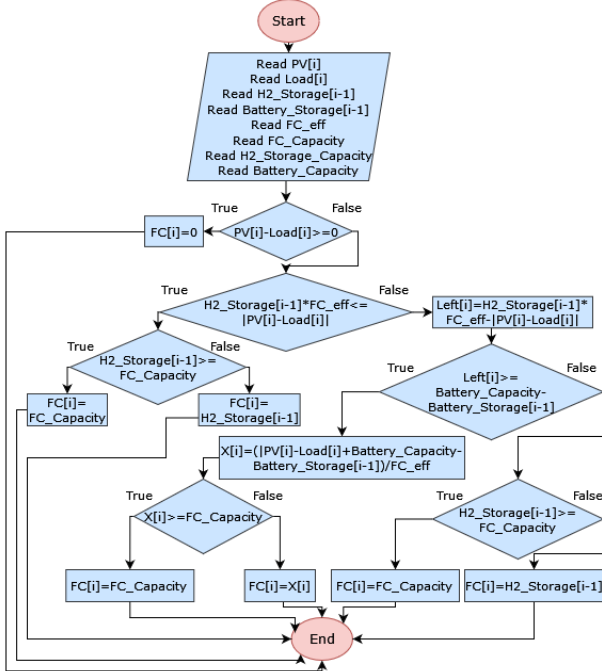 Start
Read PV[i]
Read Load[i]
Read H2_Storage[i-1]
Read Battery_Storage[i-1]
Read FC_eff
Read FC_Capacity
Read H2_Storage_Capacity
Read Battery_Capacity
True
False
FC[i]=0
PV[i]-Load[i]>=0
True
False
H2_Storage[i-1]*FC_eff<=
|PV[i]-Load[i]|
Left[i]=H2_Storage[i-1]*
FC_eff-|PV[i]-Load[i]|
True
False
H2_Storage[i-1]>=
FC_Capacity
True
False
Left[i]>=
Battery_Capacity-
Battery_Storage[i-1]
FC[i]=
FC_Capacity
FC[i]=
H2_Storage[i-1]
X[i]=(|PV[i]-Load[i]+Battery_Capacity-
Battery_Storage[i-1])/FC_eff
True
False
X[i]>=FC_Capacity
True
False
H2_Storage[i-1]>=
FC_Capacity
FC[i]=FC_Capacity
FC[i]=X[i]
FC[i]=FC_Capacity
FC[i]=H2_Storage[i-1]
End